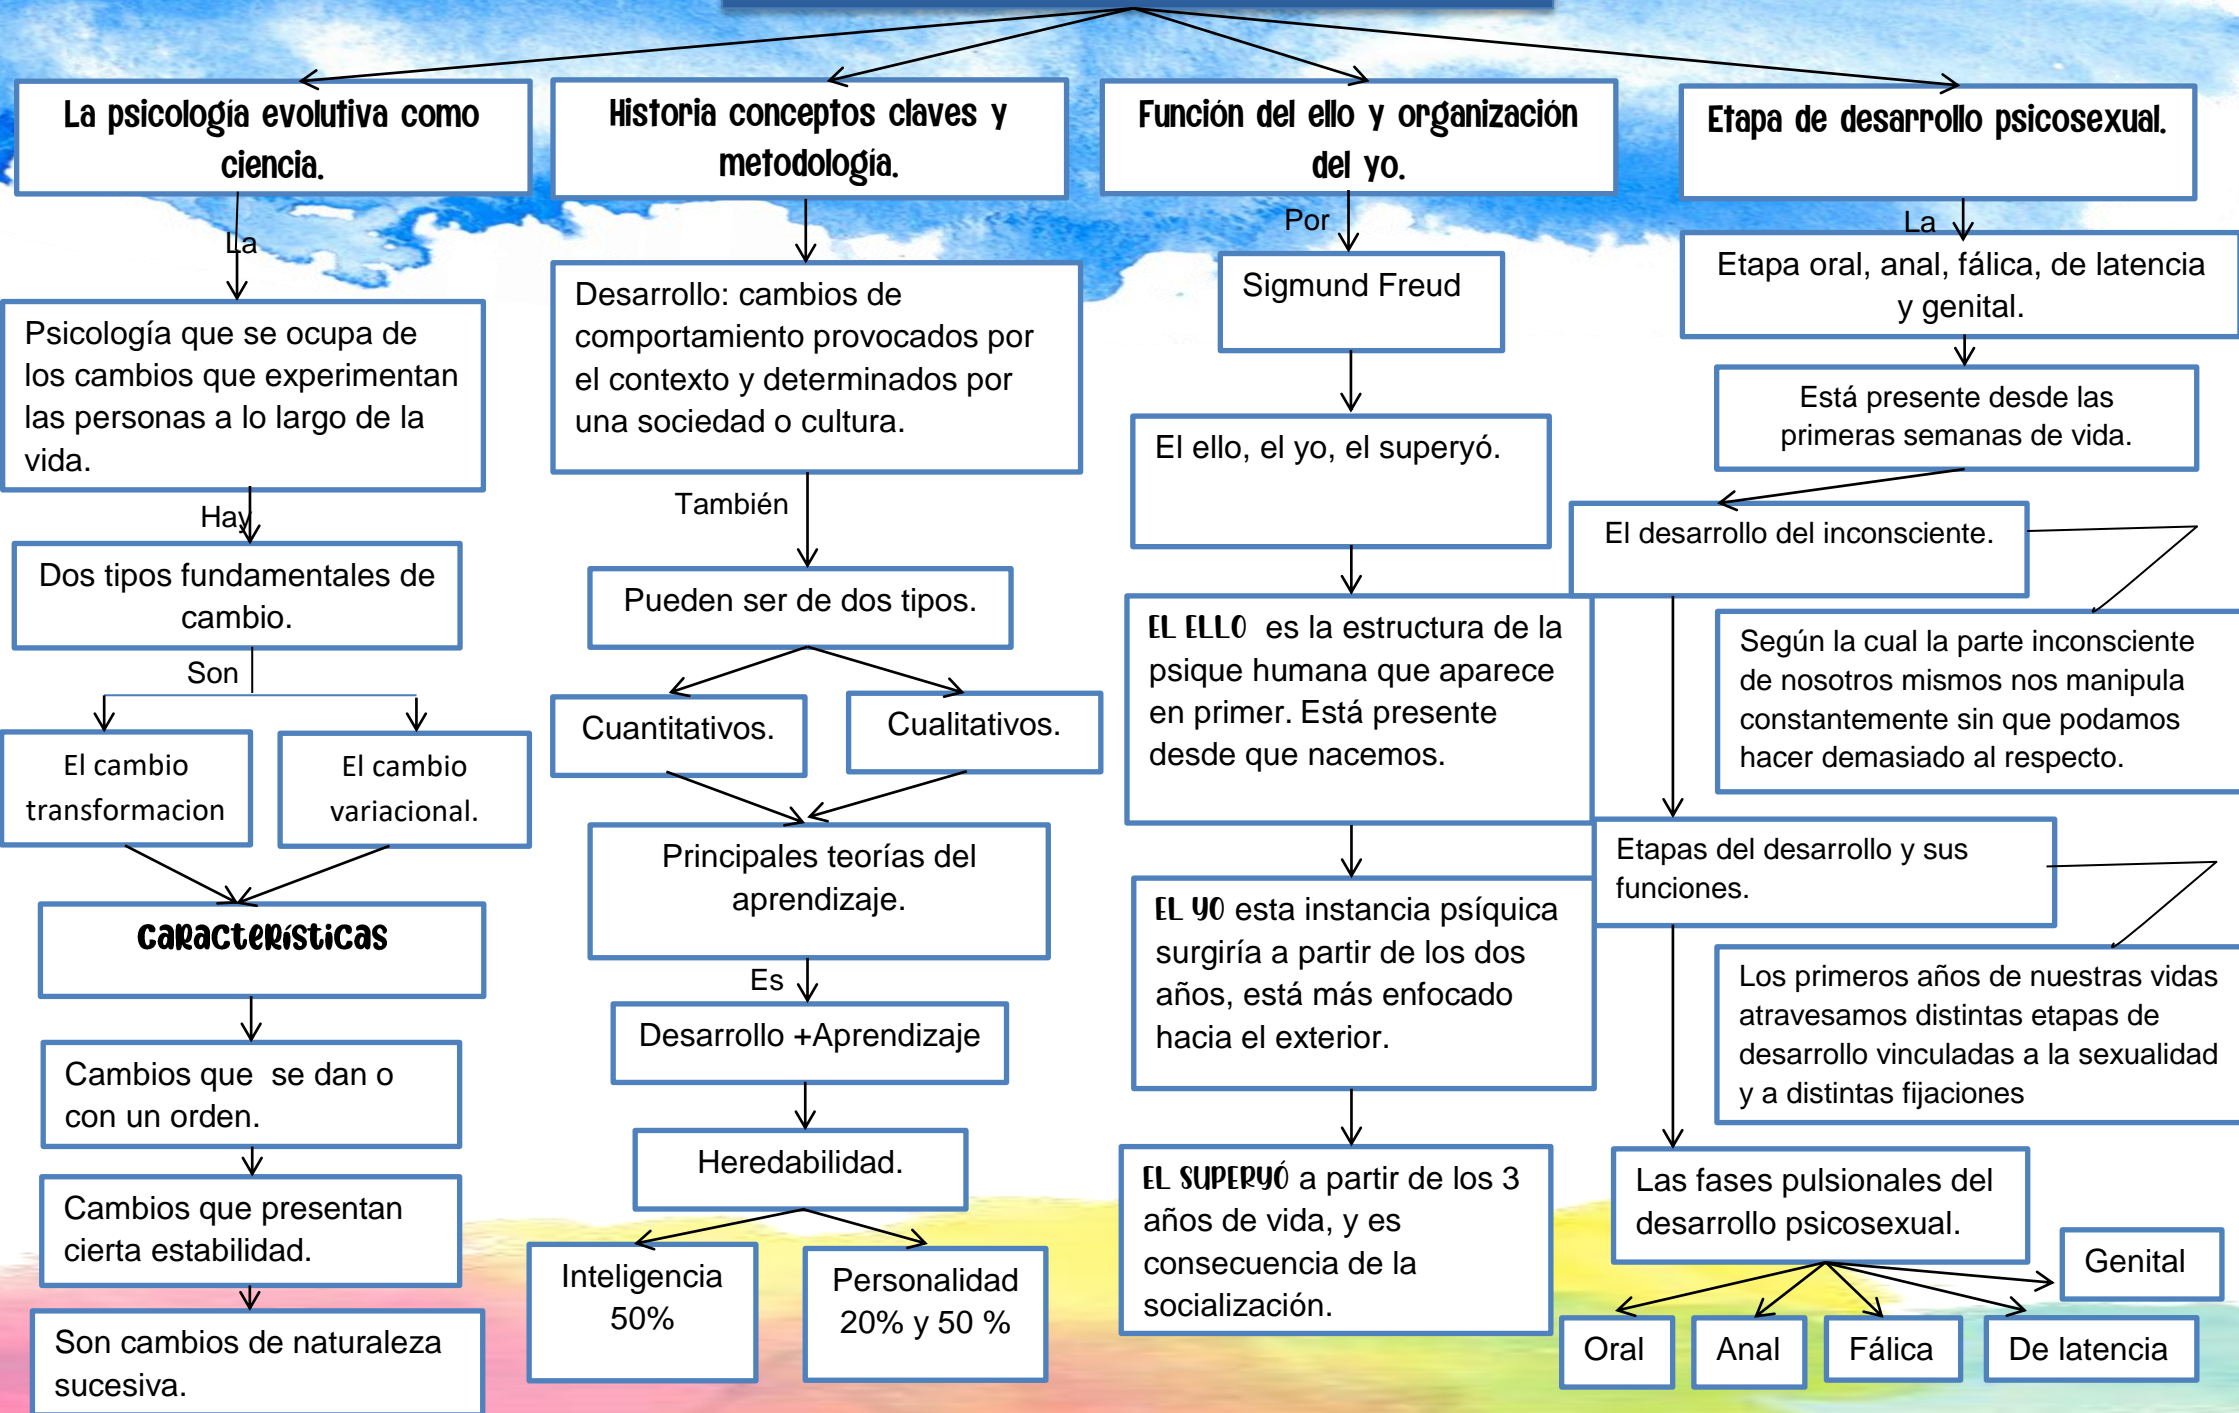 La psicología evolutiva como
ciencia.
La
Psicología que se ocupa de
los cambios que experimentan
las personas a lo largo de la
vida.
Hay
Dos tipos fundamentales de
cambio.
Son
El cambio
transformacion
El cambio
variacional.
características
Cambios que se dan o
con un orden.
Cambios que presentan
cierta estabilidad.
Son cambios de naturaleza
sucesiva.
Historia conceptos claves y
metodología.
Desarrollo: cambios de
comportamiento provocados por
el contexto y determinados por
una sociedad o cultura.
También
Pueden ser de dos tipos.
Cuantitativos.
Cualitativos.
Principales teorías del
aprendizaje.
Es
Desarrollo +Aprendizaje
Heredabilidad.
Inteligencia
50%
Personalidad
20% y 50 %
Función del ello y organización
del yo.
Por
Sigmund Freud
El ello, el yo, el superyó.
EL ELLO es la estructura de la
psique humana que aparece
en primer. Está presente
desde que nacemos.
EL YO esta instancia psíquica
surgiría a partir de los dos
años, está más enfocado
hacia el exterior.
EL SUPERYÓ a partir de los 3
años de vida, y es
consecuencia de la
socialización.
Etapa de desarrollo psicosexual.
La
Etapa oral, anal, fálica, de latencia
y genital.
Está presente desde las
primeras semanas de vida.
El desarrollo del inconsciente.
Según la cual la parte inconsciente
de nosotros mismos nos manipula
constantemente sin que podamos
hacer demasiado al respecto.
Etapas del desarrollo y sus
funciones.
Los primeros años de nuestras vidas
atravesamos distintas etapas de
desarrollo vinculadas a la sexualidad
y a distintas fijaciones
Las fases pulsionales del
desarrollo psicosexual.
Oral
Anal
Fálica
De latencia
Genital